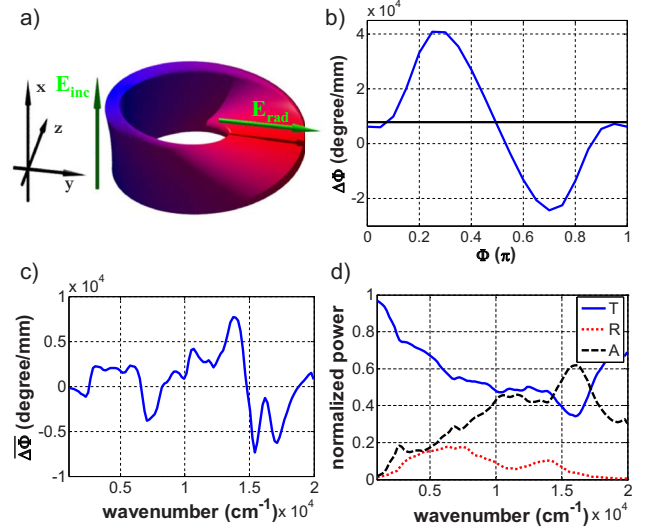 a)
x
z
y
E_inc
E_rad
b)
x 10^4
4
2
0
-2
0 0.2 0.4 0.6 0.8 1
ΔΦ (degree/mm)
Φ (π)
c)
x 10^4
1
0.5
0
-0.5
-1
0.5 1 1.5 2
ΔΦ̅ (degree/mm)
wavenumber (cm⁻¹) x 10^4
d)
1
0.8
0.6
0.4
0.2
0
0.5 1 1.5 2
normalized power
wavenumber (cm⁻¹) x 10^4
T
R
A